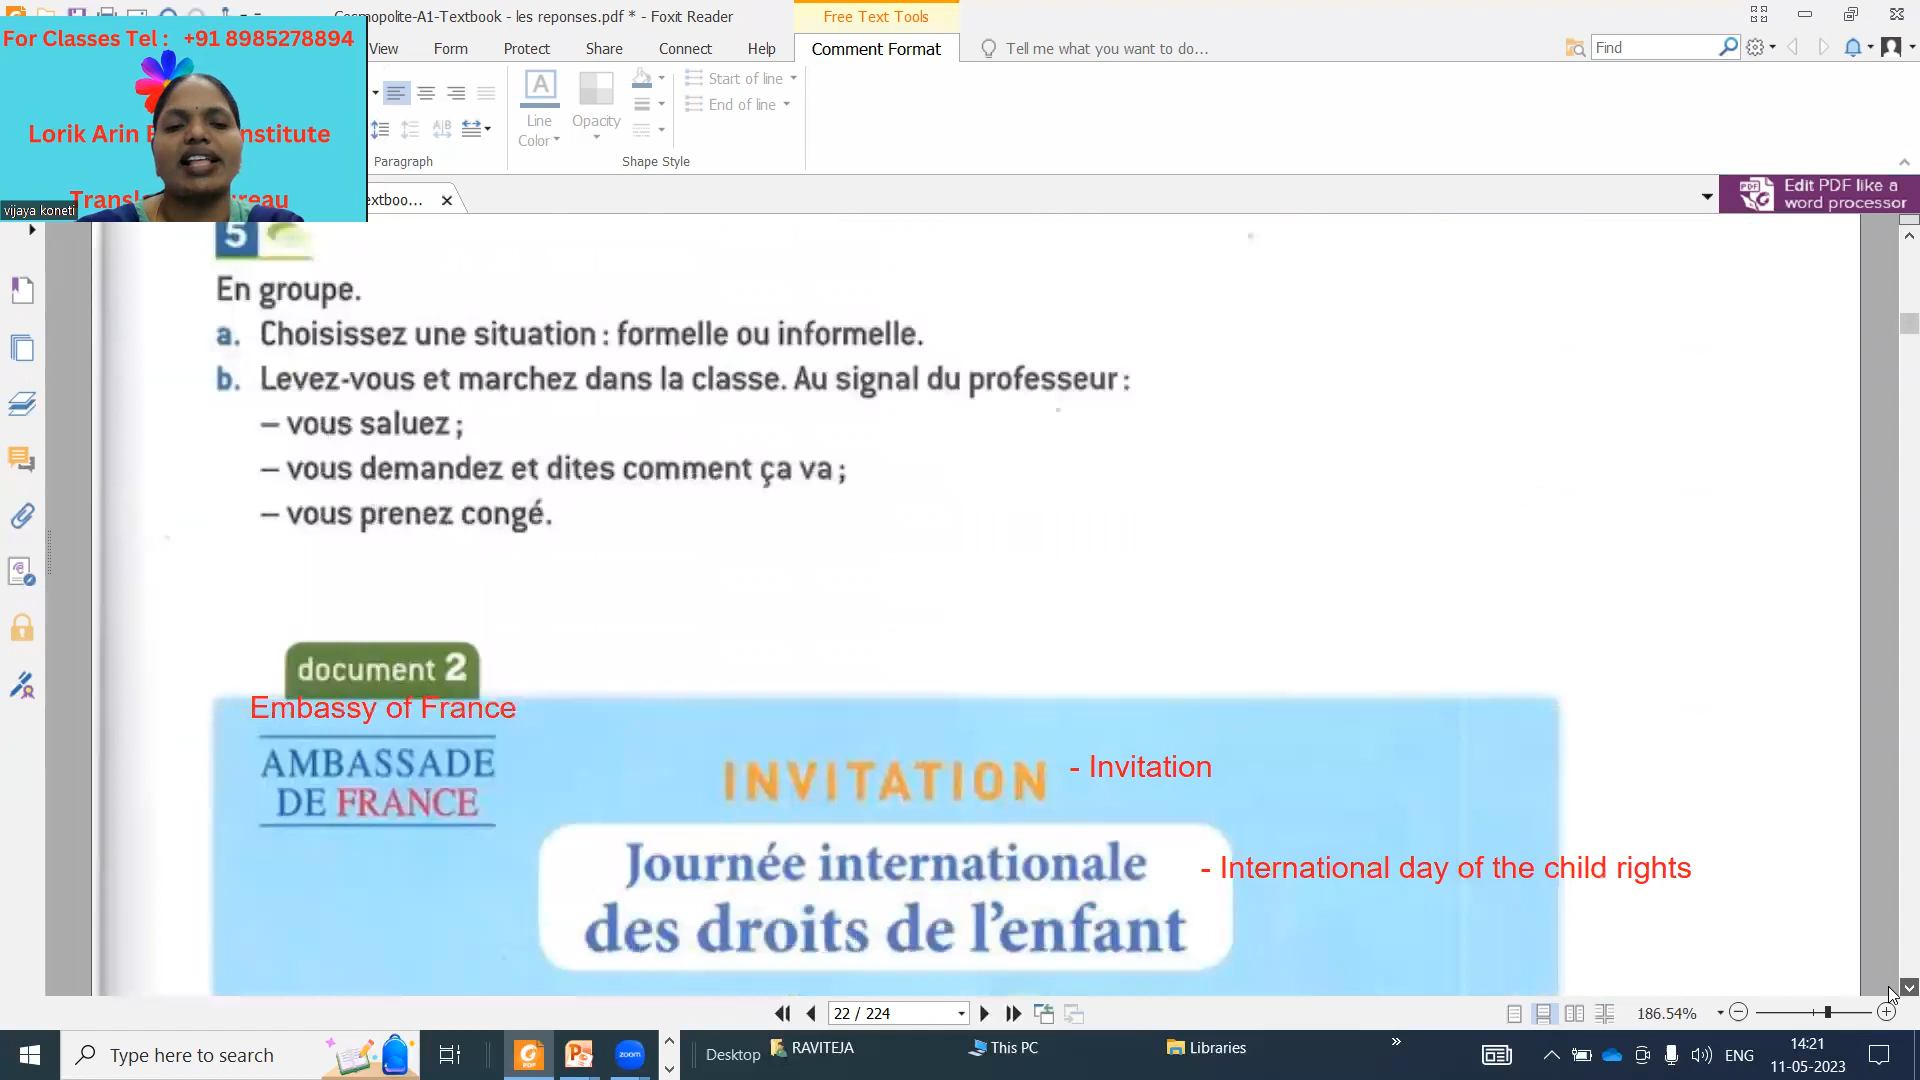 Cosmopolite-A1-Textbook - les reponses.pdf * - Foxit Reader
Free Text Tools
View Form Protect Share Connect Help Comment Format Tell me what you want to do... Find
For Classes Tel : +91 8985278894
Lorik Arin
nstitute
vijaya koneti
Line Color
Opacity
Start of line
End of line
Paragraph
Shape Style
extboo...
Edit PDF like a
word processor
5
En groupe.
a. Choisissez une situation : formelle ou informelle.
b. Levez-vous et marchez dans la classe. Au signal du professeur :
– vous saluez ;
– vous demandez et dites comment ça va ;
– vous prenez congé.
document 2
Embassy of France
AMBASSADE
DE FRANCE
INVITATION - Invitation
Journée internationale
des droits de l'enfant
- International day of the child rights
22 / 224
186.54%
Type here to search
zoom
Desktop
RAVITEJA
This PC
Libraries
ENG
14:21
11-05-2023